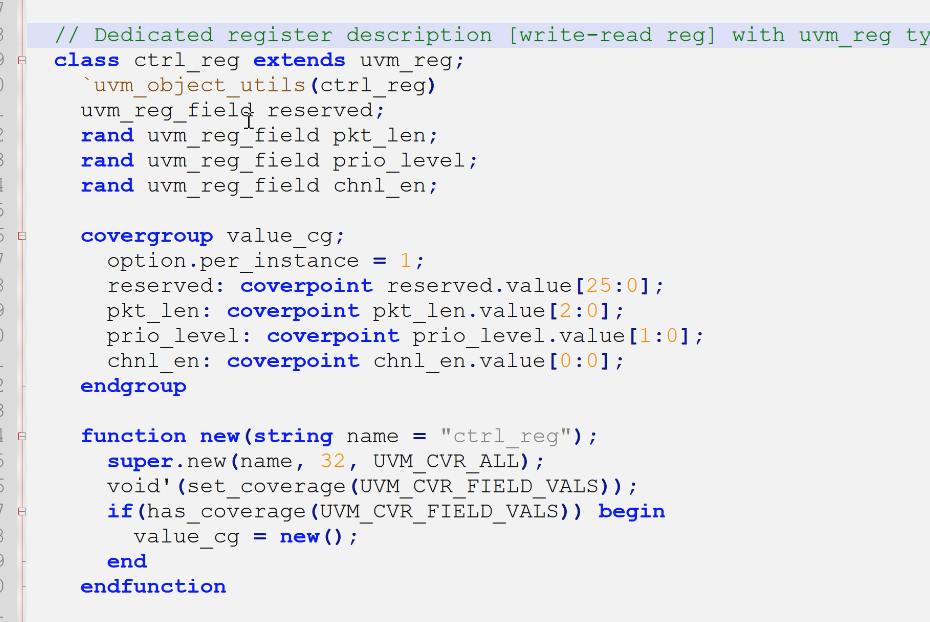 // Dedicated register description [write-read reg] with uvm_reg ty
class ctrl_reg extends uvm_reg;
`uvm_object_utils(ctrl_reg)
uvm_reg_field reserved;
rand uvm_reg_field pkt_len;
rand uvm_reg_field prio_level;
rand uvm_reg_field chnl_en;
covergroup value_cg;
option.per_instance = 1;
reserved: coverpoint reserved.value[25:0];
pkt_len: coverpoint pkt_len.value[2:0];
prio_level: coverpoint prio_level.value[1:0];
chnl_en: coverpoint chnl_en.value[0:0];
endgroup
function new(string name = "ctrl_reg");
super.new(name, 32, UVM_CVR_ALL);
void'(set_coverage(UVM_CVR_FIELD_VALS));
if(has_coverage(UVM_CVR_FIELD_VALS)) begin
value_cg = new();
end
endfunction